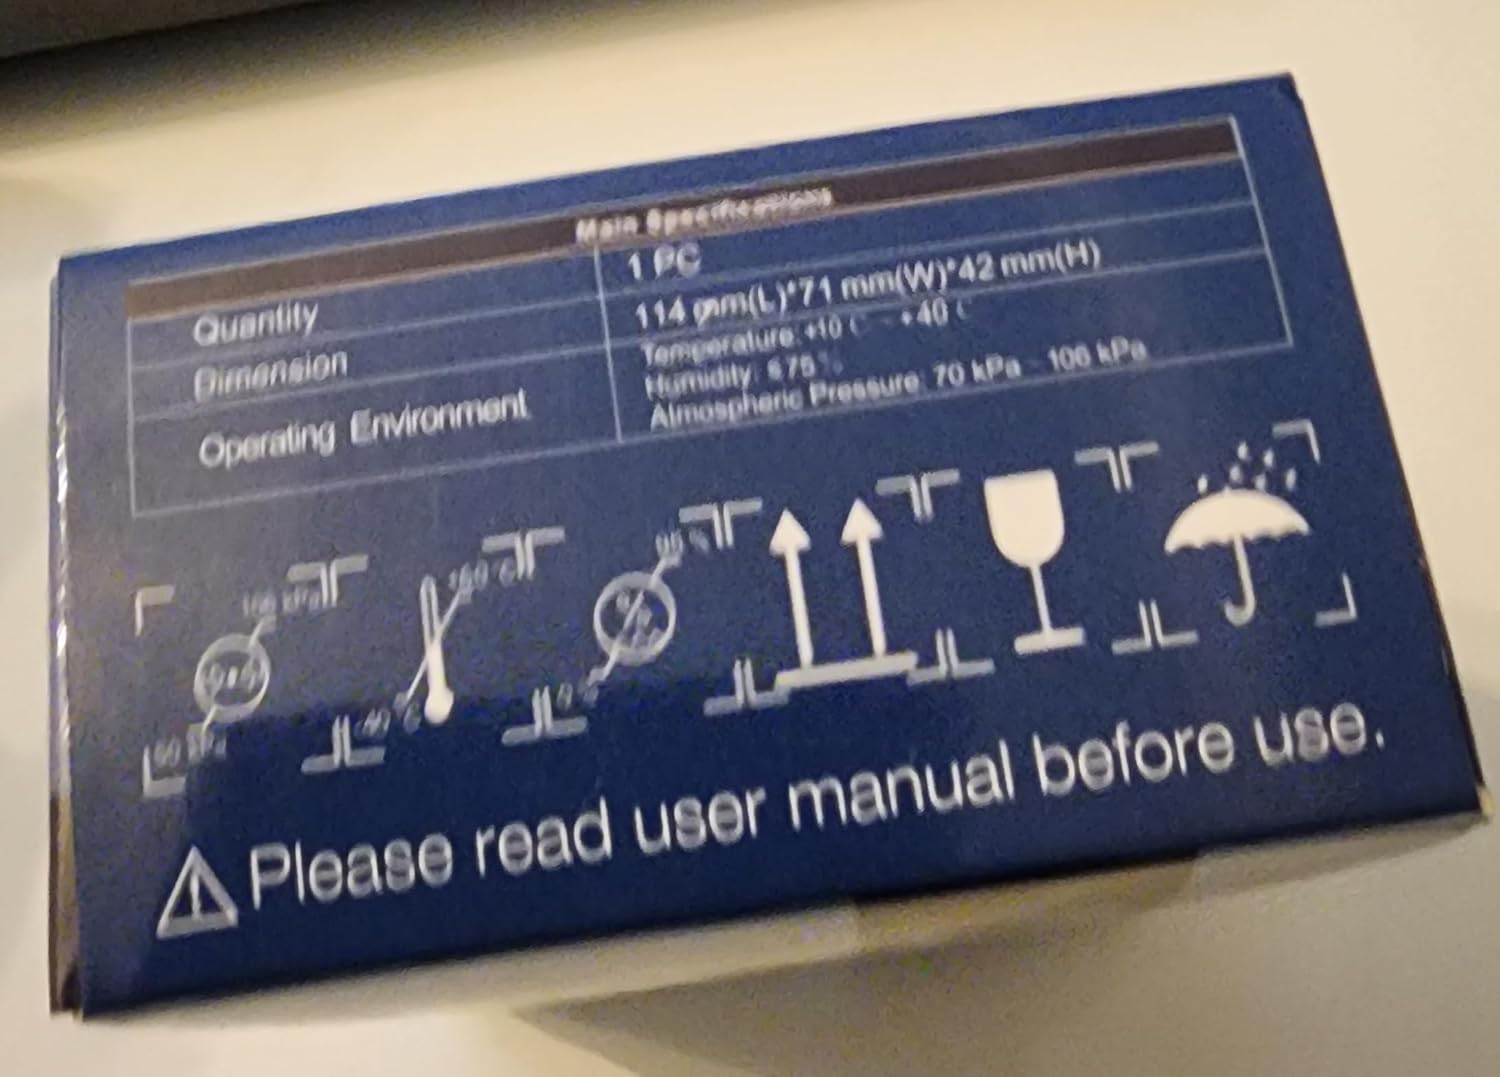 Main Specifications
Quantity 1 PC
Dimension 114 mm(L)*71 mm(W)*42 mm(H)
Operating Environment
Temperature: +10 - +40
Humidity: ≤75%
Atmospheric Pressure: 70 kPa - 106 kPa
Please read user manual before use.